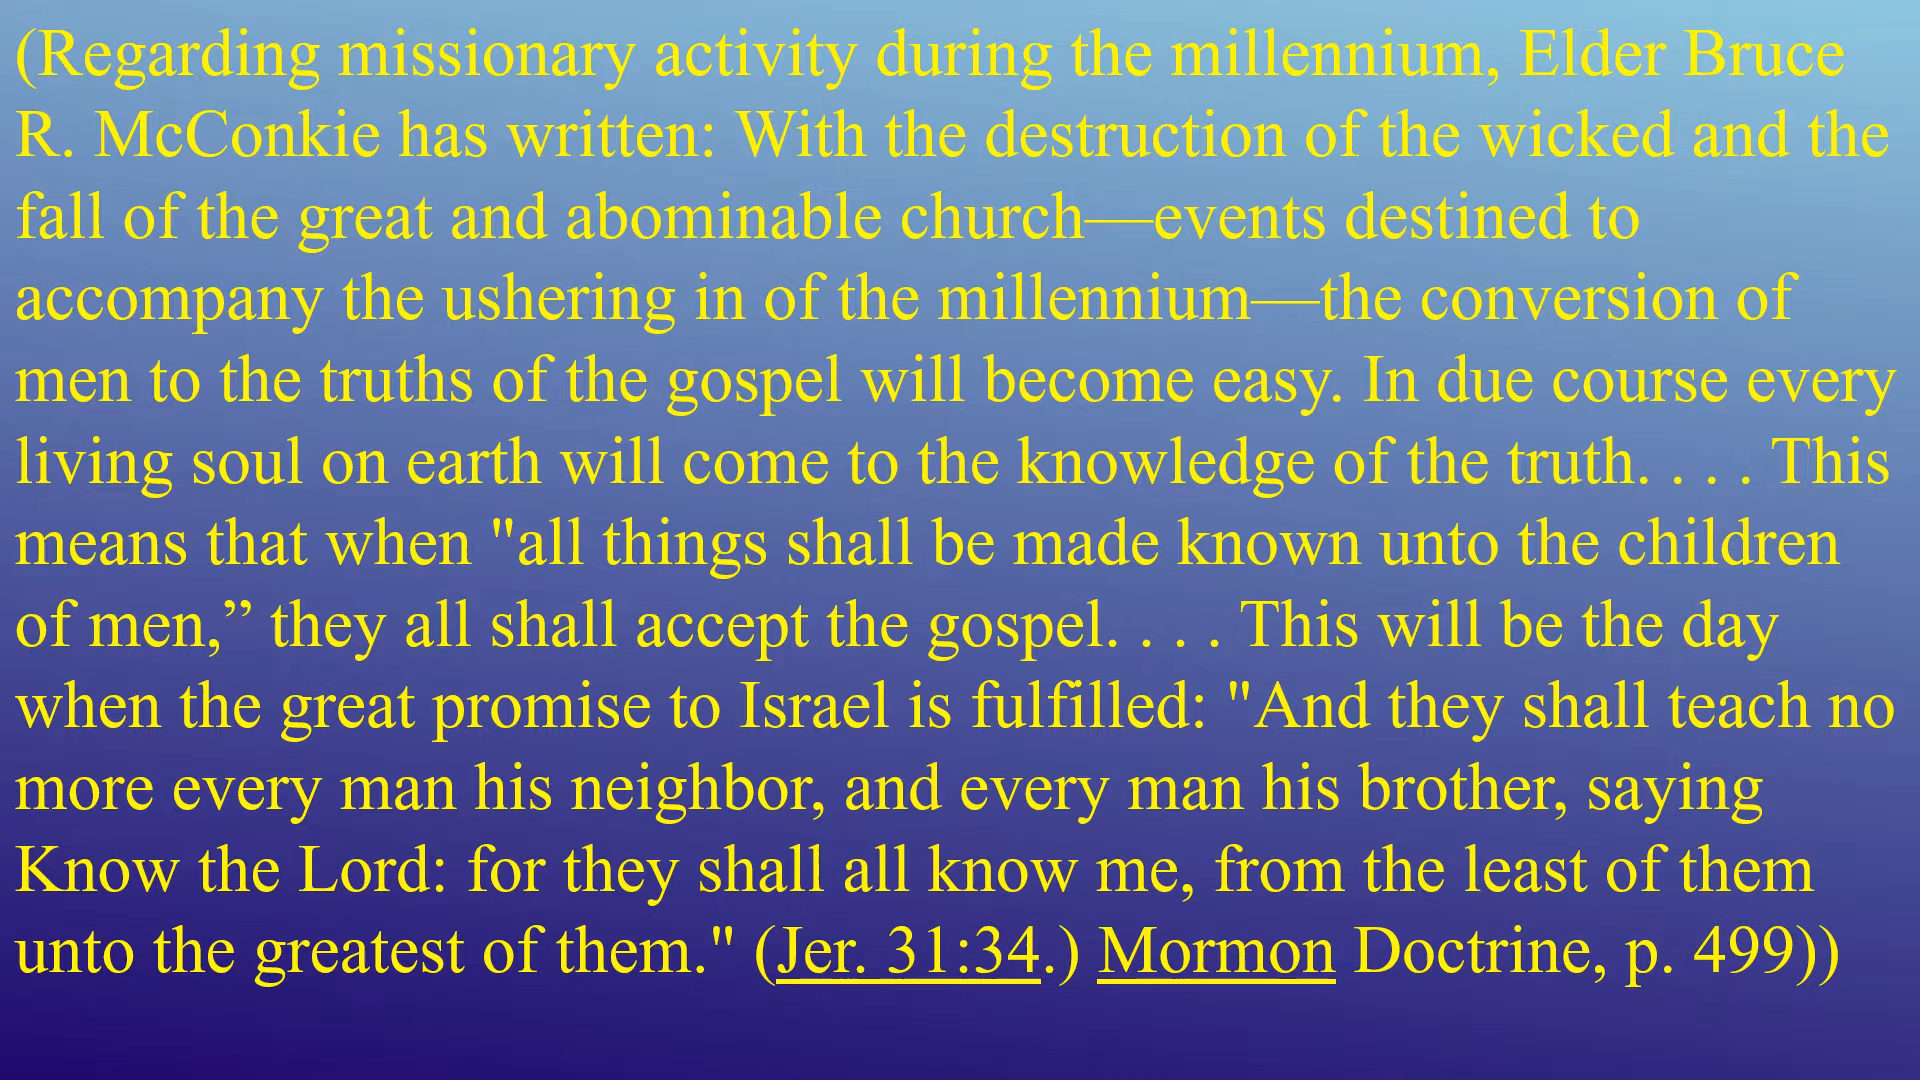 (Regarding missionary activity during the millennium, Elder Bruce
R. McConkie has written: With the destruction of the wicked and the
fall of the great and abominable church—events destined to
accompany the ushering in of the millennium—the conversion of
men to the truths of the gospel will become easy. In due course every
living soul on earth will come to the knowledge of the truth. . . . This
means that when "all things shall be made known unto the children
of men,” they all shall accept the gospel. . . . This will be the day
when the great promise to Israel is fulfilled: "And they shall teach no
more every man his neighbor, and every man his brother, saying
Know the Lord: for they shall all know me, from the least of them
unto the greatest of them." (Jer. 31:34.) Mormon Doctrine, p. 499))